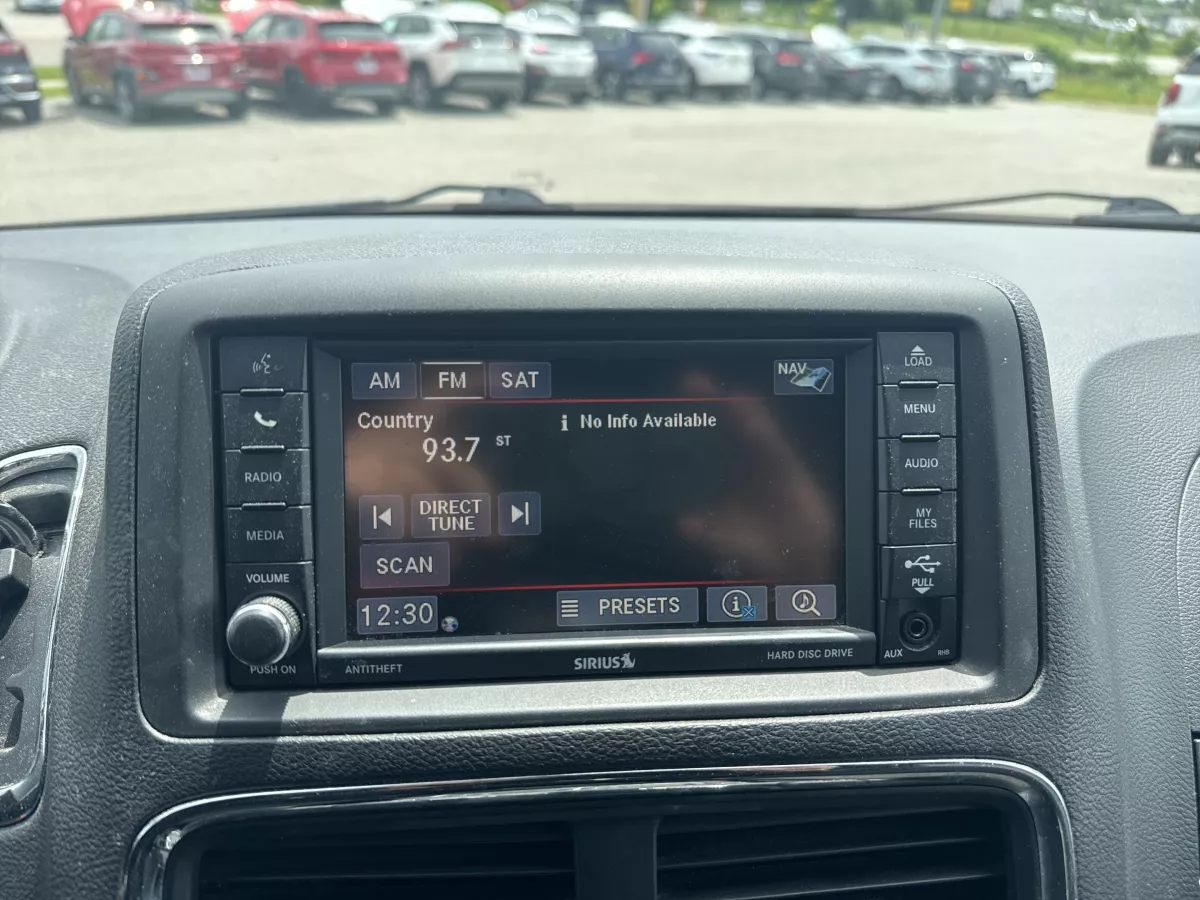 AM FM SAT NAV
Country
i No Info Available
93.7 ST
DIRECT
TUNE
SCAN
12:30
PRESETS
i
RADIO
MEDIA
VOLUME
PUSH ON
LOAD
MENU
AUDIO
MY
FILES
PULL
AUX
RHB
ANTITHEFT
SIRIUS
HARD DISC DRIVE